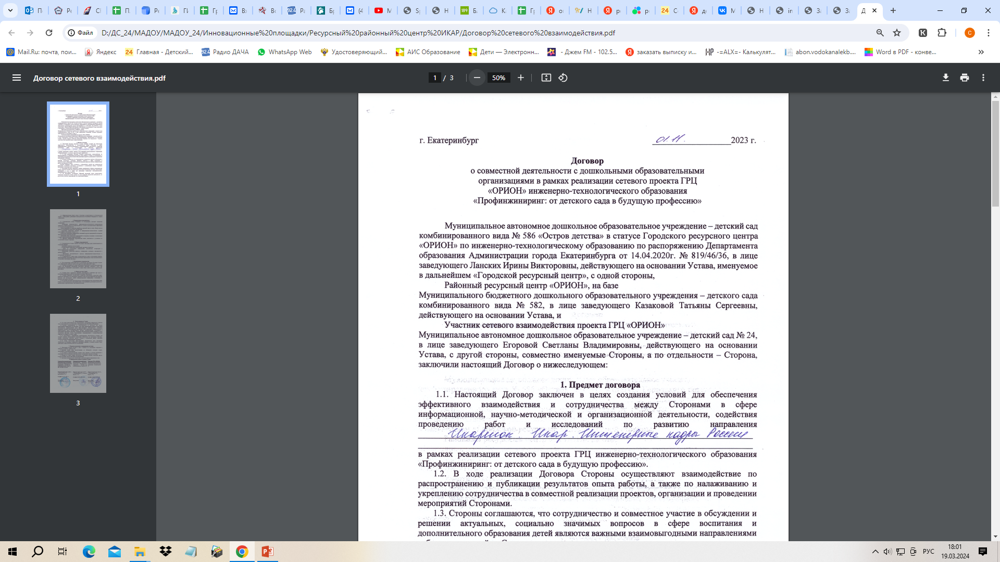 Файл
D:/ДС_24/МАДОУ/МАДОУ_24/Инновационные%20площадки/Ресурсный%20районный%20центр%20ИКАР/Договор%20сетевого%20взаимодействия.pdf
Mail.Ru: почта, пои...
Яндекс
Главная - Детский...
Радио ДАЧА
WhatsApp Web
Удостоверяющий...
АИС Образование
Дети — Электронн...
- Джем FM - 102.5...
заказать выписку и...
-=ALX=- Калькулят...
abon.vodokanalekb....
Word в PDF - конве...
Договор сетевого взаимодействия.pdf
1 / 3
50%
1
2
3
г. Екатеринбург 01.11. 2023 г.
Договор
о совместной деятельности с дошкольными образовательными
организациями в рамках реализации сетевого проекта ГРЦ
«ОРИОН» инженерно-технологического образования
«Профинжиниринг: от детского сада в будущую профессию»
Муниципальное автономное дошкольное образовательное учреждение – детский сад
комбинированного вида № 586 «Остров детства» в статусе Городского ресурсного центра
«ОРИОН» по инженерно-технологическому образованию по распоряжению Департамента
образования Администрации города Екатеринбурга от 14.04.2020г. № 819/46/36, в лице
заведующего Ланских Ирины Викторовны, действующего на основании Устава, именуемое
в дальнейшем «Городской ресурсный центр», с одной стороны,
Районный ресурсный центр «ОРИОН», на базе
Муниципального бюджетного дошкольного образовательного учреждения – детского сада
комбинированного вида № 582, в лице заведующего Казаковой Татьяны Сергеевны,
действующего на основании Устава, и
Участник сетевого взаимодействия проекта ГРЦ «ОРИОН»
Муниципальное автономное дошкольное образовательное учреждение – детский сад № 24,
в лице заведующего Егоровой Светланы Владимировны, действующего на основании
Устава, с другой стороны, совместно именуемые Стороны, а по отдельности – Сторона,
заключили настоящий Договор о нижеследующем:
1. Предмет договора
1.1. Настоящий Договор заключен в целях создания условий для обеспечения
эффективного взаимодействия и сотрудничества между Сторонами в сфере
информационной, научно-методической и организационной деятельности, содействия
проведению работ и исследований по развитию направления
Икаренок. Икар. Инженерные кадры России
в рамках реализации сетевого проекта ГРЦ инженерно-технологического образования
«Профинжиниринг: от детского сада в будущую профессию».
1.2. В ходе реализации Договора Стороны осуществляют взаимодействие по
распространению и публикации результатов опыта работы, а также по налаживанию и
укреплению сотрудничества в совместной реализации проектов, организации и проведении
мероприятий Сторонами.
1.3. Стороны соглашаются, что сотрудничество и совместное участие в обсуждении и
решении актуальных, социально значимых вопросов в сфере воспитания и
дополнительного образования детей являются важными взаимовыгодными направлениями
РУС
18:01
19.03.2024